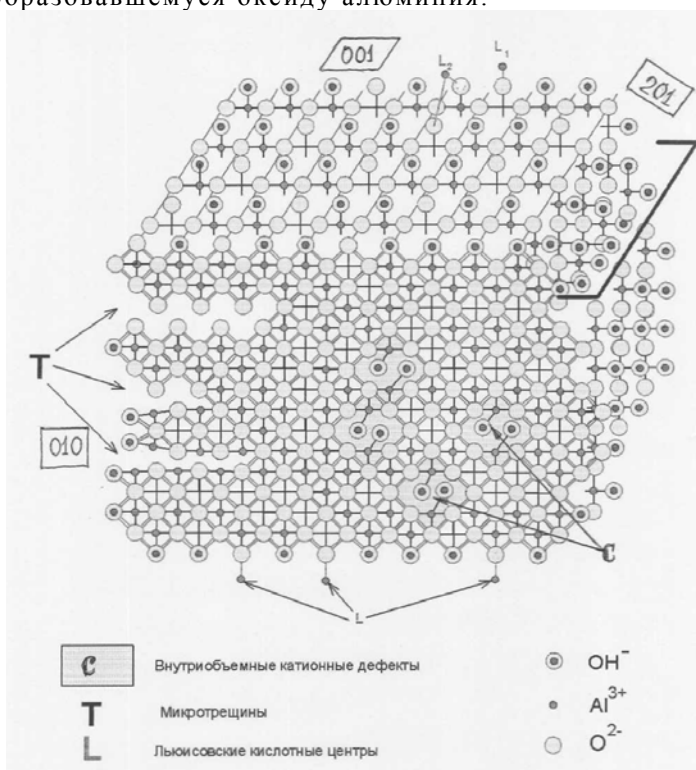 образовавшемуся оксиду алюминия.
001
L₂
L₁
201
T
010
C
L
C Внутриобъемные катионные дефекты
T Микротрещины
L Льюисовские кислотные центры
OH⁻
Al³⁺
O²⁻